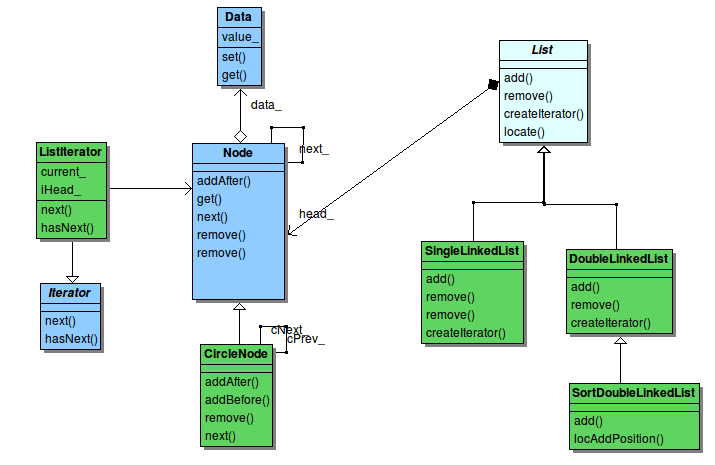 Data
value_
set()
get()
data_
List
add()
remove()
createIterator()
locate()
ListIterator
current_
iHead_
next()
hasNext()
Node
addAfter()
get()
next()
remove()
remove()
next_
head_
Iterator
next()
hasNext()
SingleLinkedList
add()
remove()
remove()
createIterator()
DoubleLinkedList
add()
remove()
createIterator()
cNext_
cPrev_
CircleNode
addAfter()
addBefore()
remove()
next()
SortDoubleLinkedList
add()
locAddPosition()